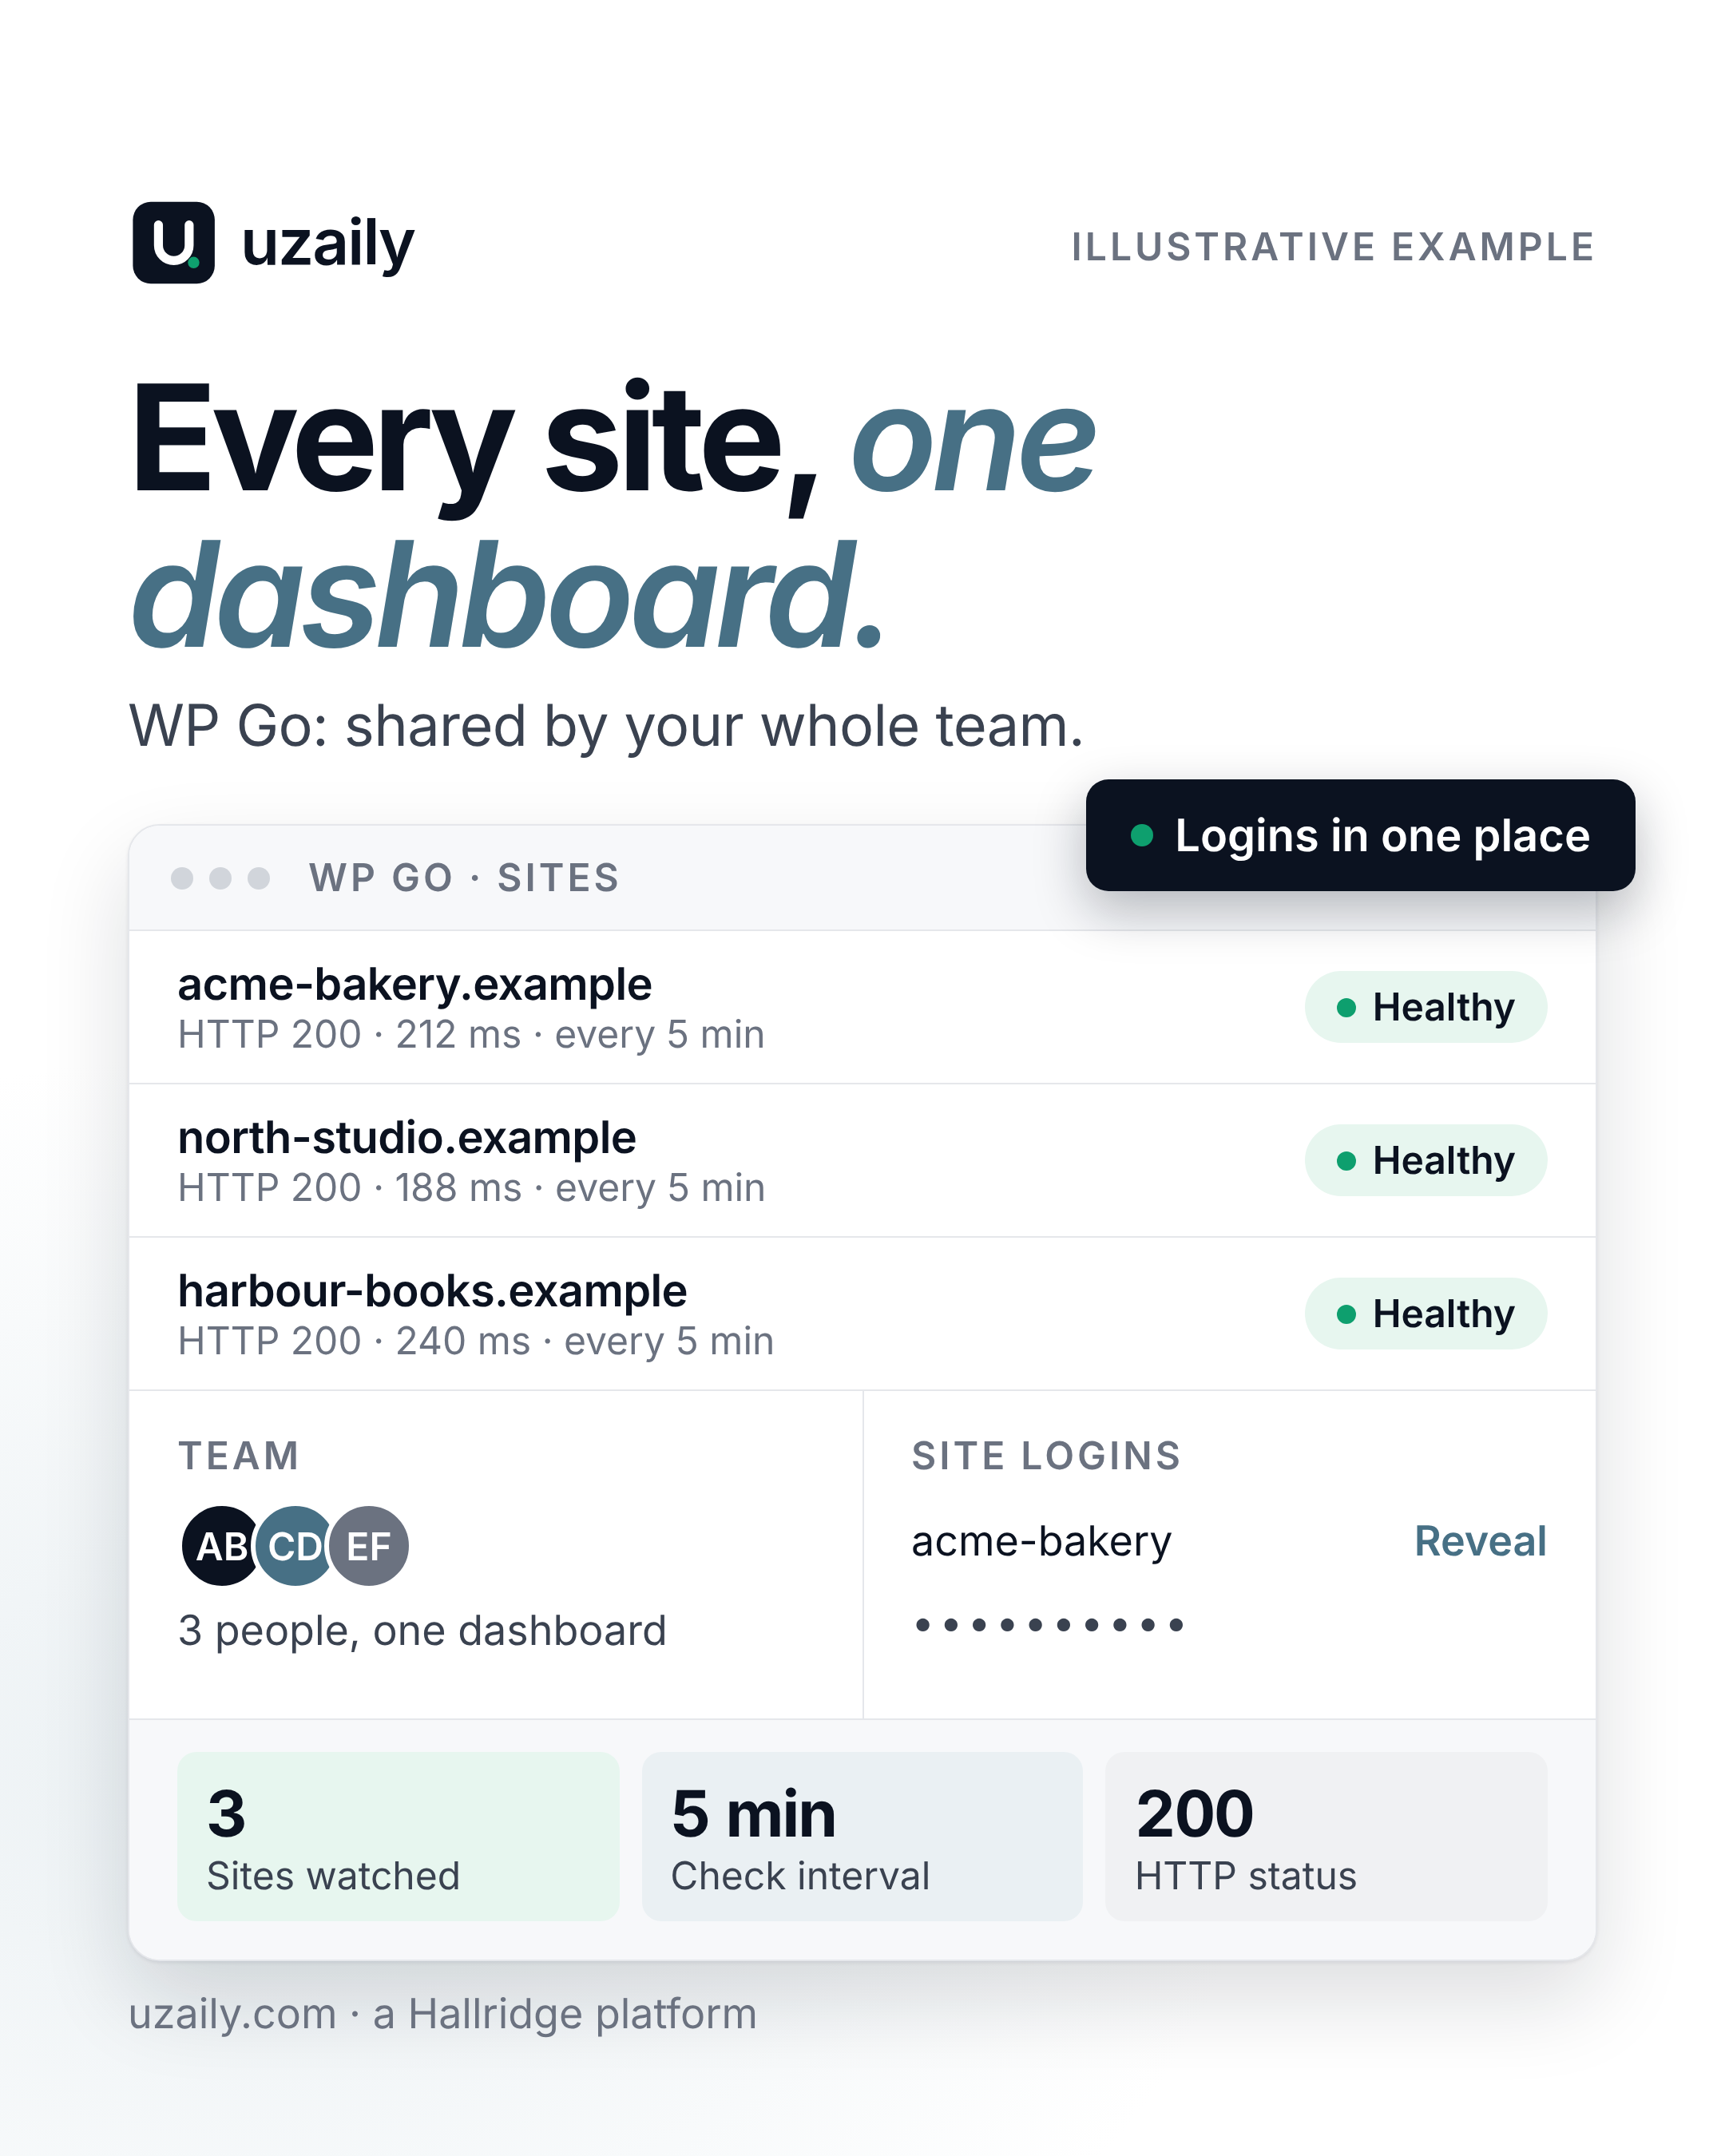 uzaily
ILLUSTRATIVE EXAMPLE
Every site, one
dashboard.
WP Go: shared by your whole team.
Logins in one place
WP GO · SITES
acme-bakery.example
HTTP 200 · 212 ms · every 5 min
Healthy
north-studio.example
HTTP 200 · 188 ms · every 5 min
Healthy
harbour-books.example
HTTP 200 · 240 ms · every 5 min
Healthy
TEAM
AB CD EF
3 people, one dashboard
SITE LOGINS
acme-bakery
Reveal
••••••••••
3
Sites watched
5 min
Check interval
200
HTTP status
uzaily.com · a Hallridge platform